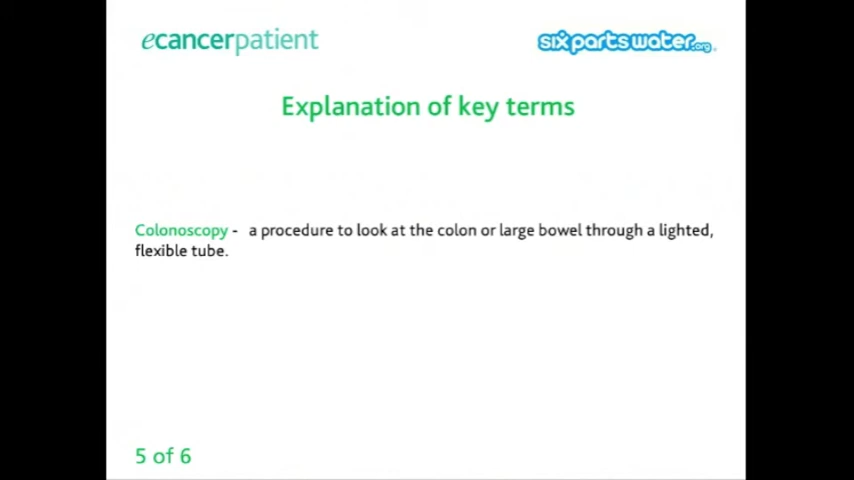 ecancerpatient
sixpartswater.org
Explanation of key terms
Colonoscopy - a procedure to look at the colon or large bowel through a lighted,
flexible tube.
5 of 6